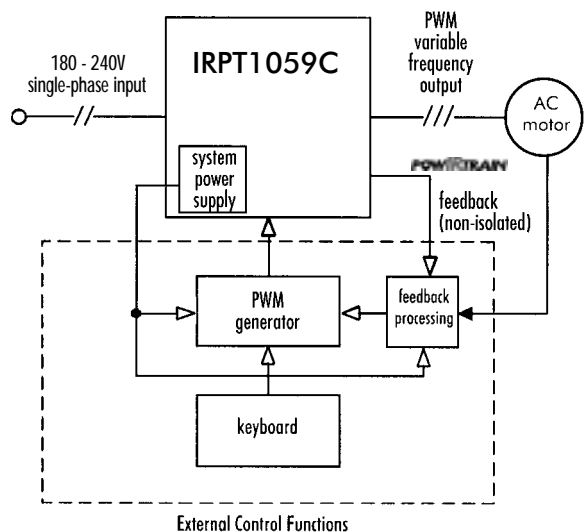 180 - 240V
single-phase input
IRPT1059C
PWM
variable
frequency
output
AC
motor
system
power
supply
POWIRTRAIN
feedback
(non-isolated)
PWM
generator
feedback
processing
keyboard
External Control Functions